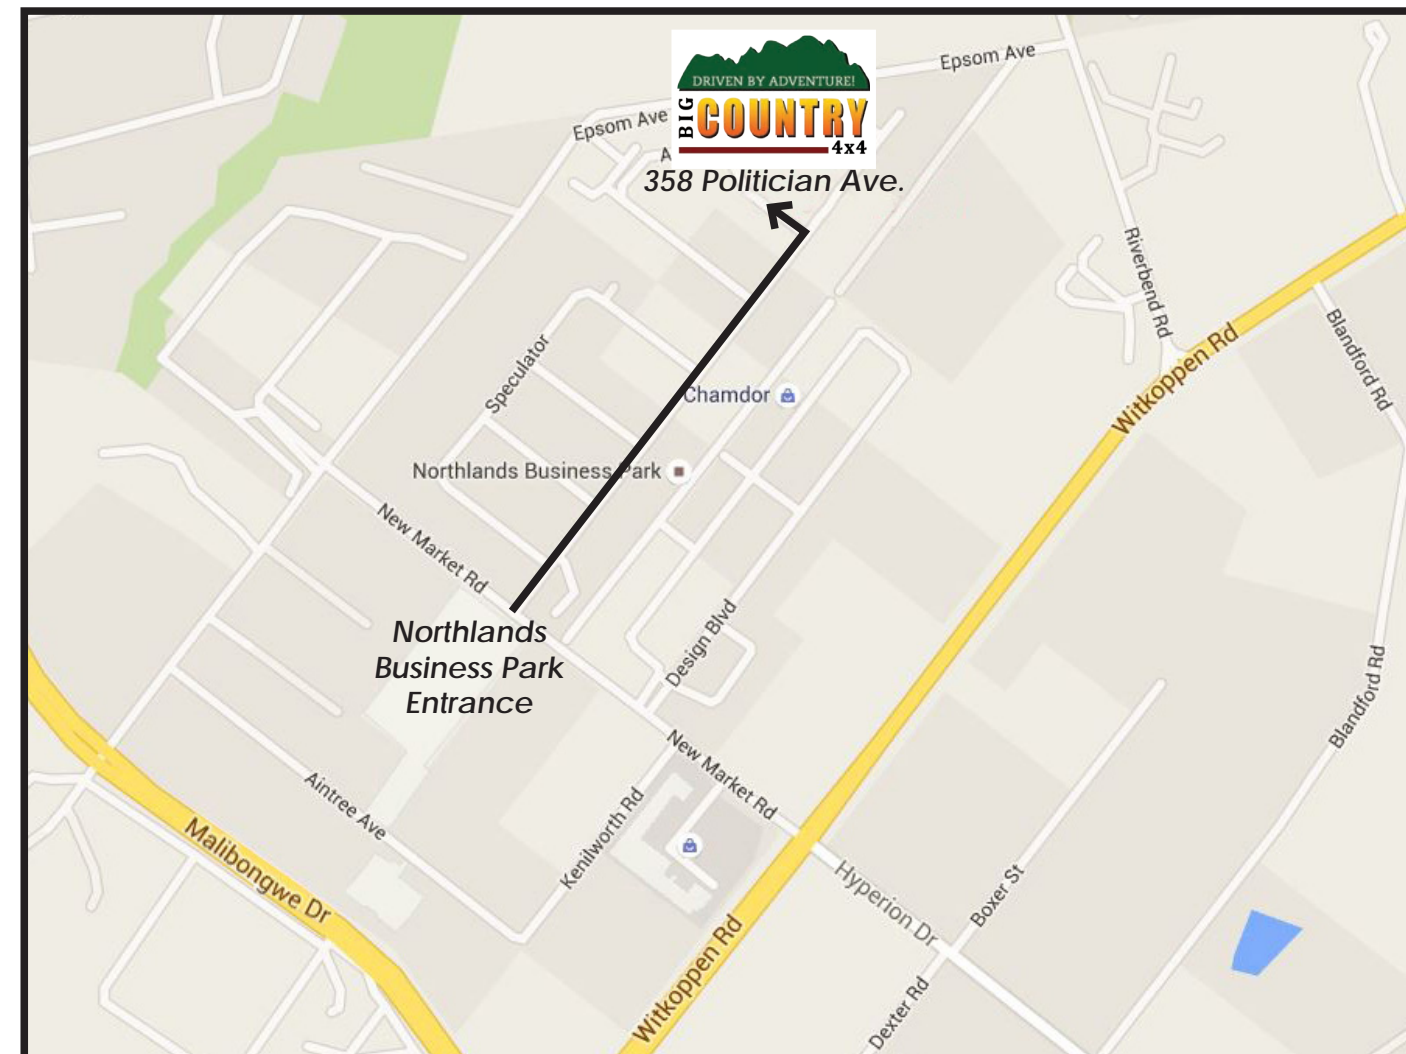 Epsom Ave
DRIVEN BY ADVENTURE!
BIG
COUNTRY
4x4
Epsom Ave
A
358 Politician Ave.
Riverbend Rd
Witkoppen Rd
Blandford Rd
Speculator
Chamdor
Northlands Business Park
New Market Rd
Northlands
Business Park
Entrance
Design Blvd
Blandford Rd
New Market Rd
Aintree Ave
Kenilworth Rd
Malibongwe Dr
Hyperion Dr
Boxer St
Witkoppen Rd
Dexter Rd